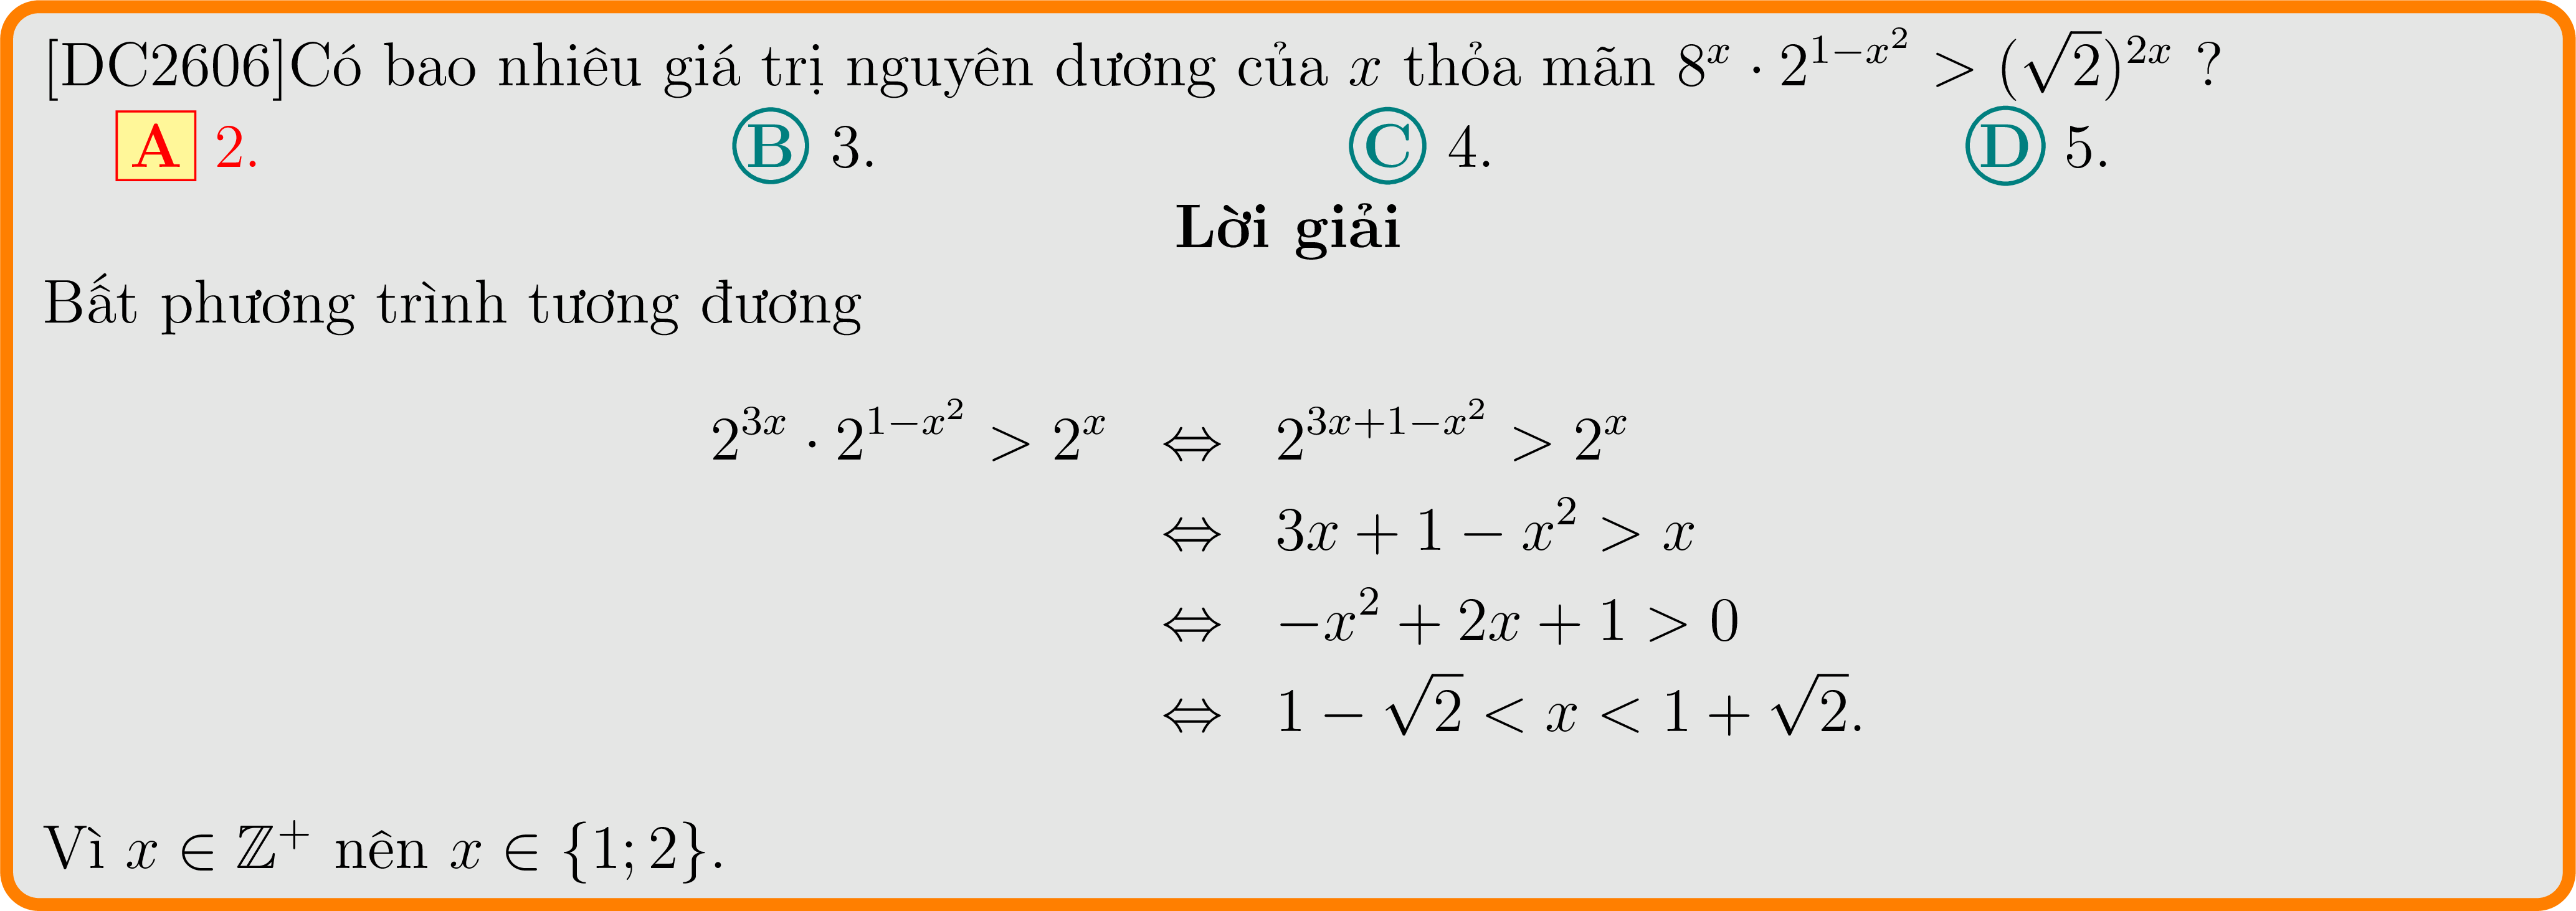 [DC2606]Có bao nhiêu giá trị nguyên dương của $x$ thỏa mãn $8^x \cdot 2^{1-x^2} > (\sqrt{2})^{2x}$ ?
A 2. B 3. C 4. D 5.
Lời giải
Bất phương trình tương đương
$2^{3x} \cdot 2^{1-x^2} > 2^x \Leftrightarrow 2^{3x+1-x^2} > 2^x$
$\Leftrightarrow 3x + 1 - x^2 > x$
$\Leftrightarrow -x^2 + 2x + 1 > 0$
$\Leftrightarrow 1 - \sqrt{2} < x < 1 + \sqrt{2}.$
Vì $x \in \mathbb{Z}^+$ nên $x \in \{1; 2\}.$